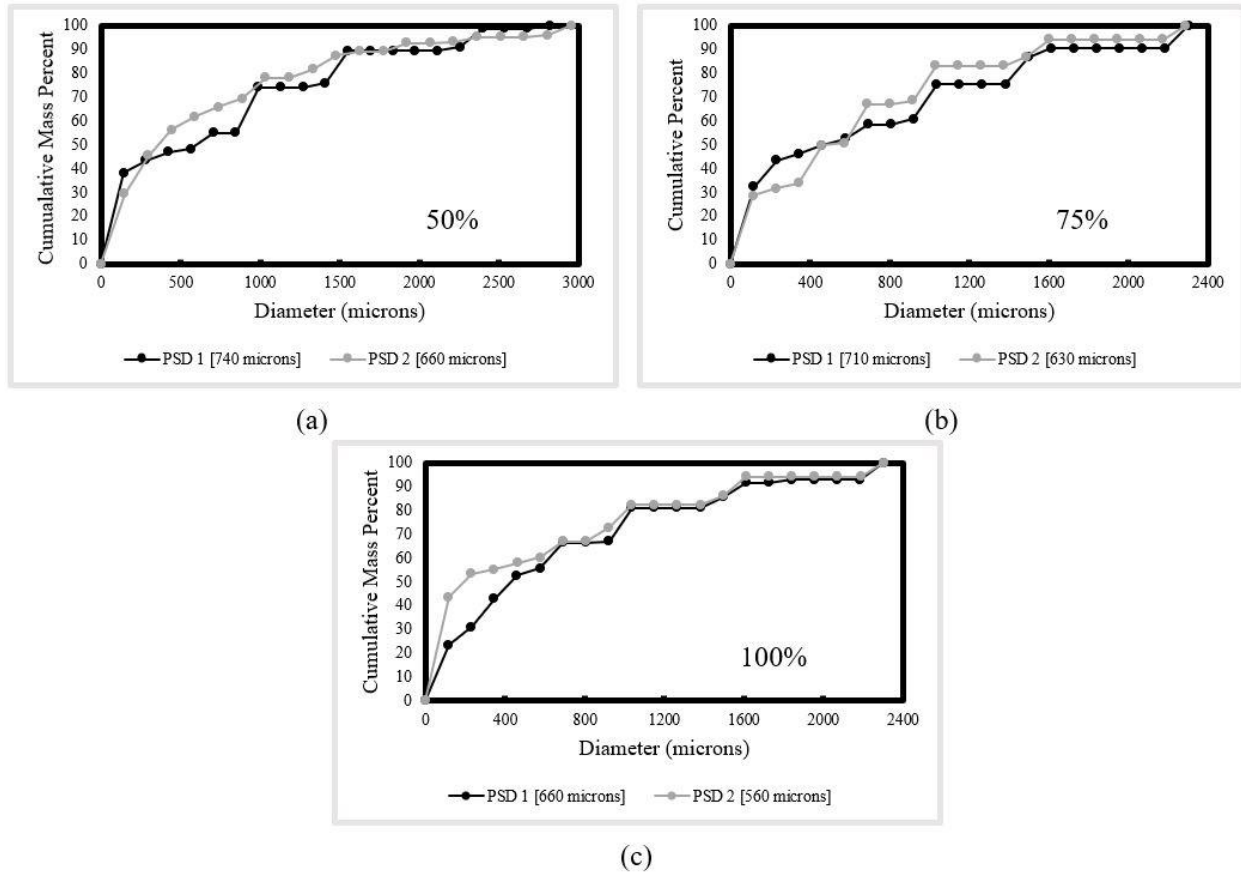 100
90
80
70
60
50
40
30
20
10
0
Cumualative Mass Percent
50%
0 500 1000 1500 2000 2500 3000
Diameter (microns)
PSD 1 [740 microns] PSD 2 [660 microns]
(a)
100
90
80
70
60
50
40
30
20
10
0
Cumulative Percent
75%
0 400 800 1200 1600 2000 2400
Diameter (microns)
PSD 1 [710 microns] PSD 2 [630 microns]
(b)
100
90
80
70
60
50
40
30
20
10
0
Cumulative Mass Percent
100%
0 400 800 1200 1600 2000 2400
Diameter (microns)
PSD 1 [660 microns] PSD 2 [560 microns]
(c)